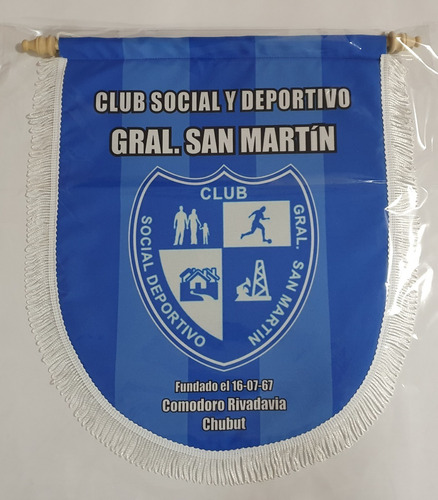 CLUB SOCIAL Y DEPORTIVO
GRAL. SAN MARTíN
CLUB
SOCIAL DEPORTIVO
GRAL. SAN MARTIN
Fundado el 16-07-67
Comodoro Rivadavia
Chubut